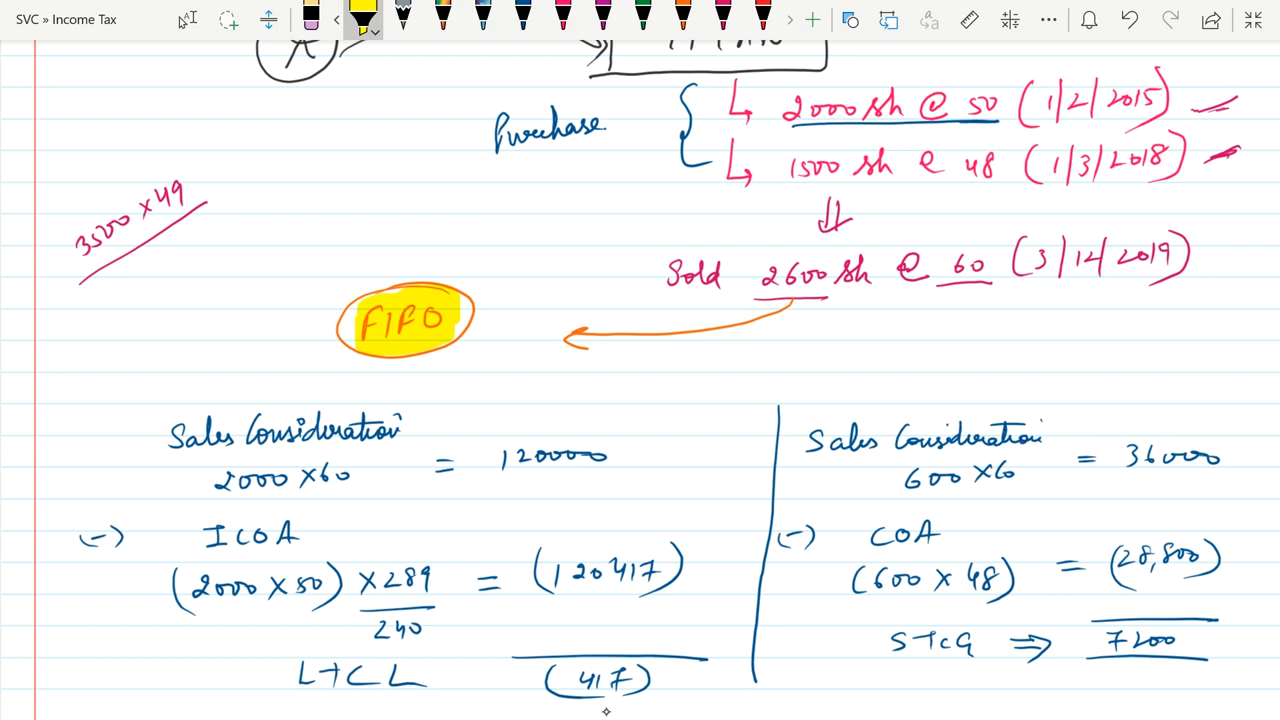 SVC » Income Tax
A
Purchase
↳ 2000 sh @ 50 (1/2/2015)
↳ 1500 sh @ 48 (1/3/2018)
3500 × 49
Sold 2600 sh @ 60 (3/12/2019)
FIFO
Sales Consideration
2000 × 60 = 120000
(-) ICOA
(2000 × 50) × 289 = (120417)
240
LTCL (417)
Sales Consideration
600 × 60 = 36000
(-) COA
(600 × 48) = (28,800)
STCG ⇒ 7200